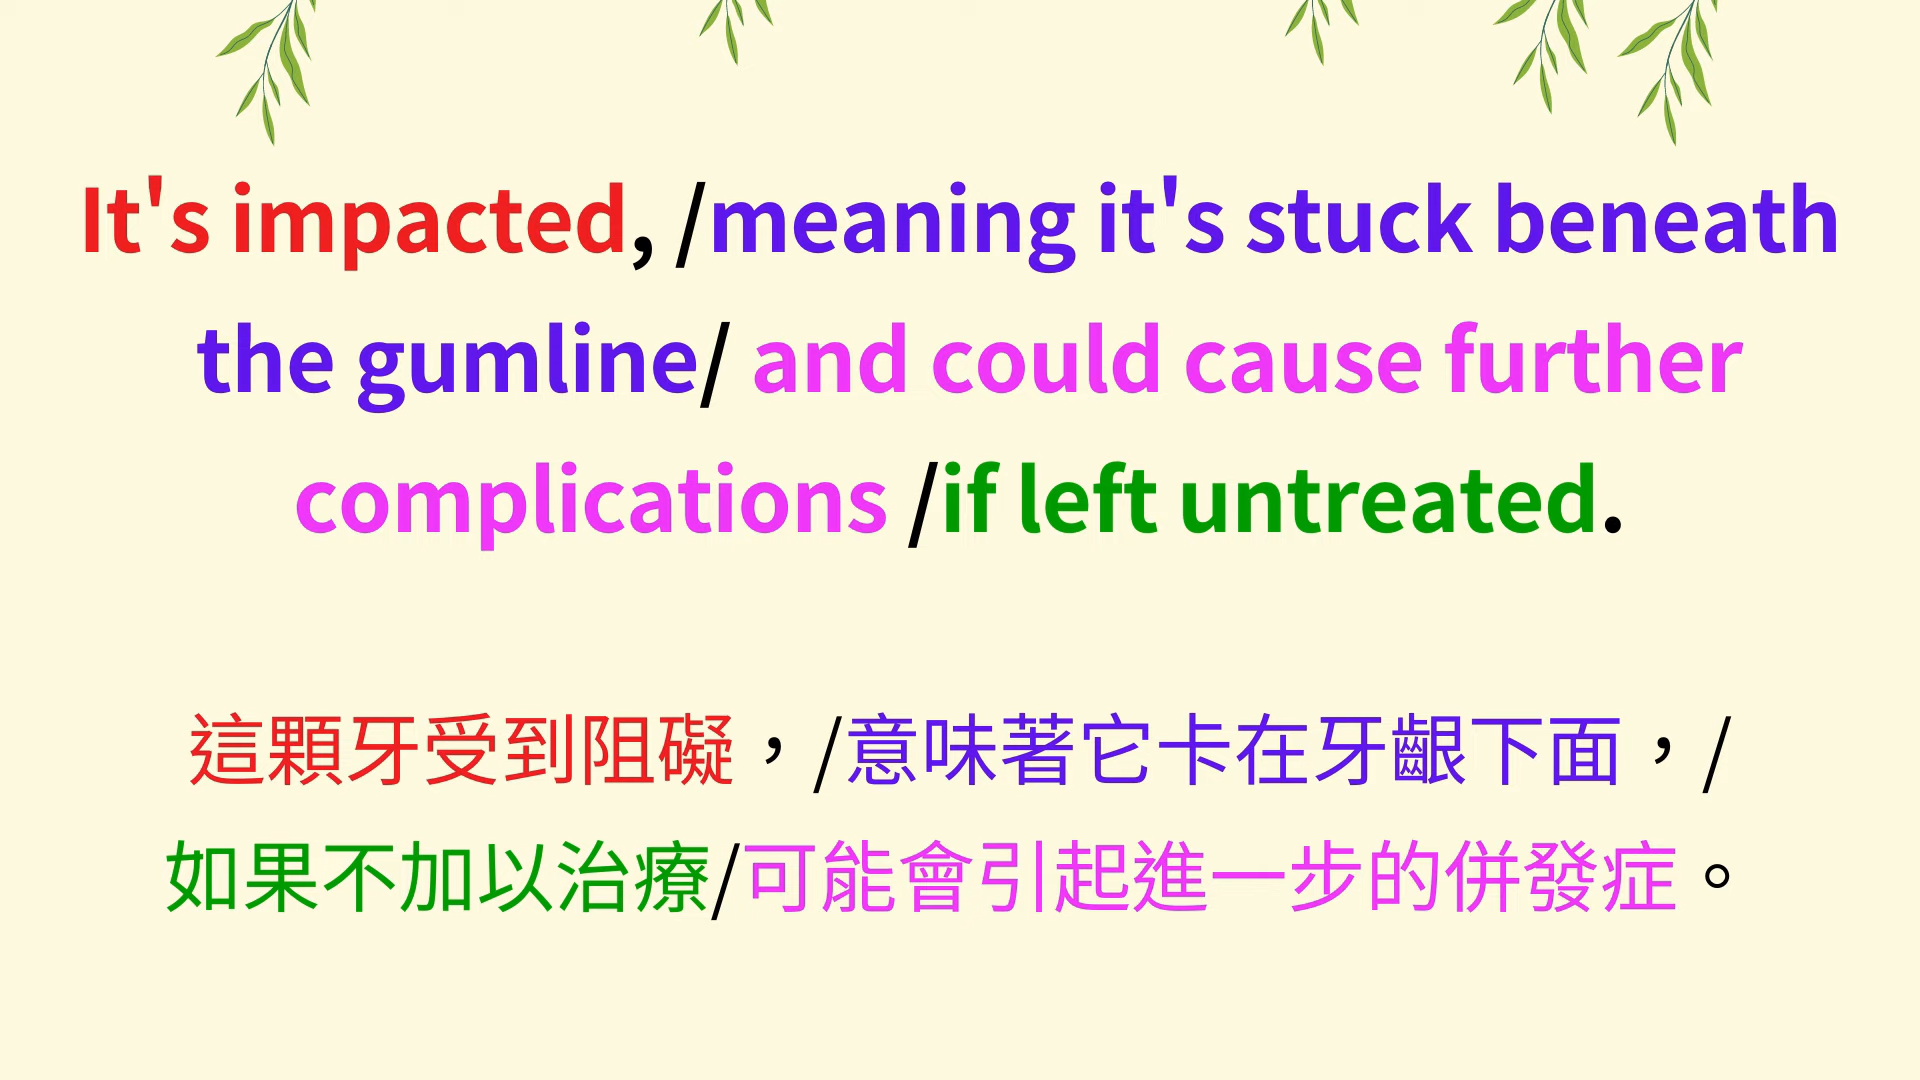 It's impacted, /meaning it's stuck beneath
the gumline/ and could cause further
complications /if left untreated.
這顆牙受到阻礙，/意味著它卡在牙齦下面，/
如果不加以治療/可能會引起進一步的併發症。